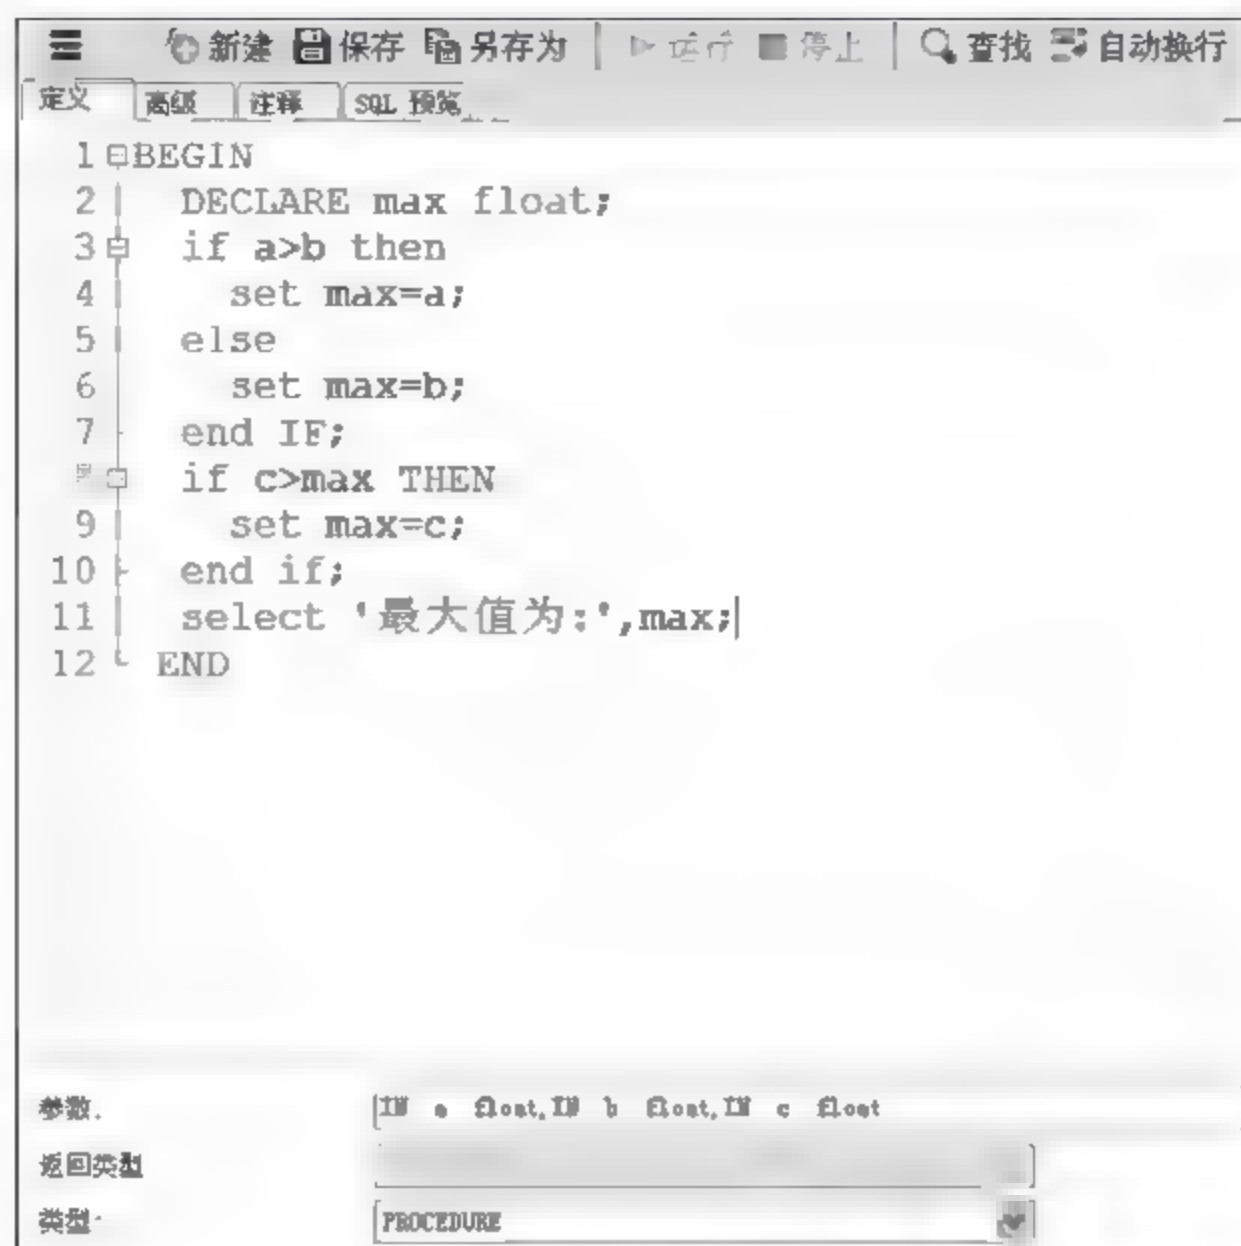 新建 保存 另存为 运行 停止 查找 自动换行
定义 高级 注释 SQL 预览
1 BEGIN
2 DECLARE max float;
3 if a>b then
4 set max=a;
5 else
6 set max=b;
7 end IF;
if c>max THEN
9 set max=c;
10 end if;
11 select '最大值为:',max;
12 END
参数:
IN a float,IN b float,IN c float
返回类型
类型:
PROCEDURE